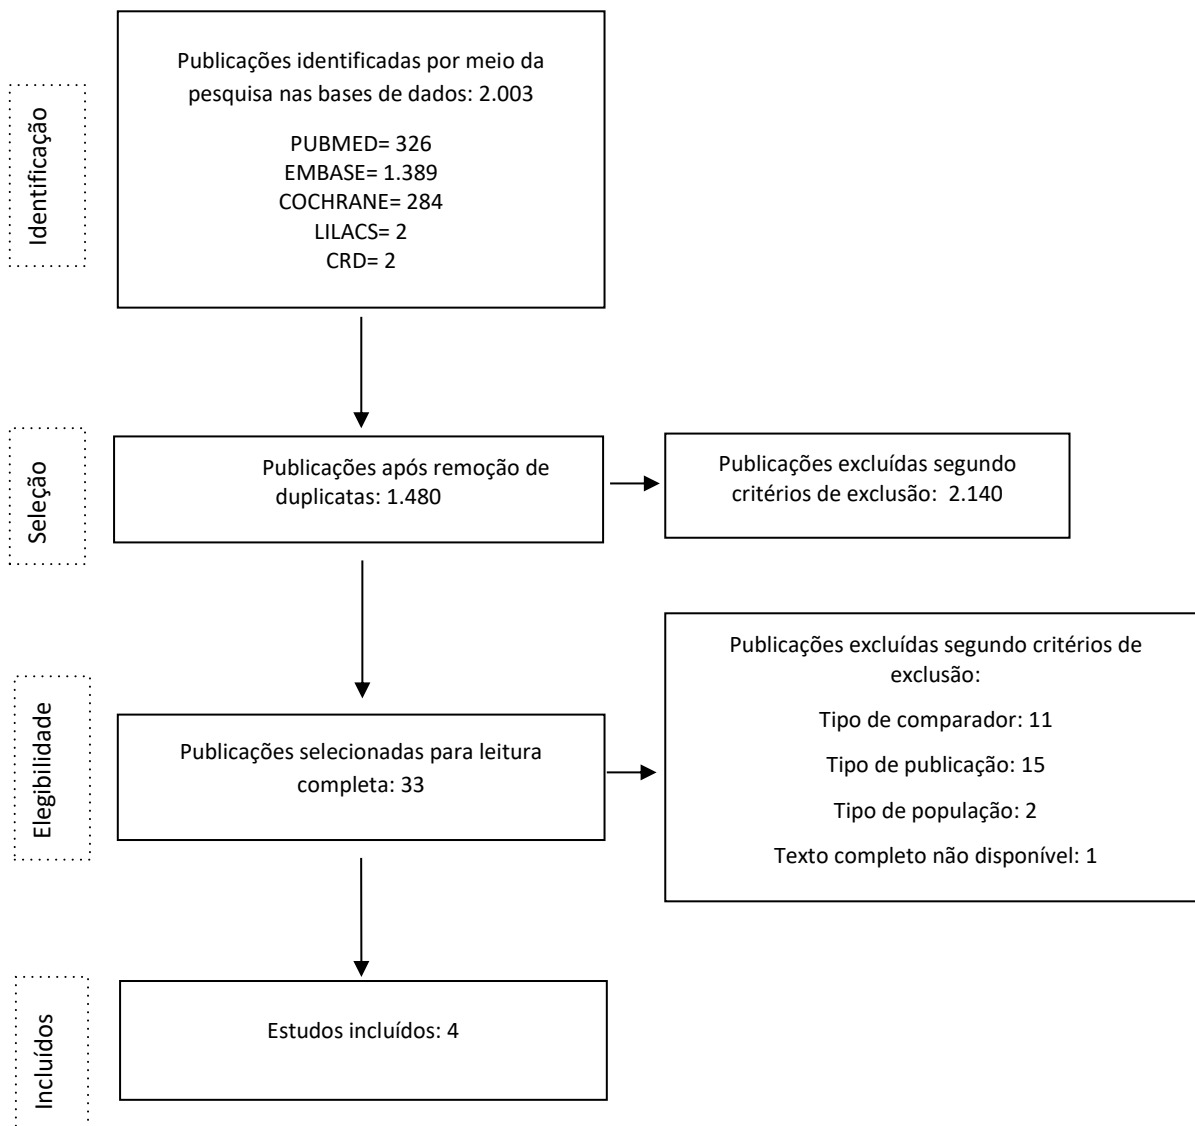 Identificação
Publicações identificadas por meio da
pesquisa nas bases de dados: 2.003
PUBMED= 326
EMBASE= 1.389
COCHRANE= 284
LILACS= 2
CRD= 2
Seleção
Publicações após remoção de
duplicatas: 1.480
Publicações excluídas segundo
critérios de exclusão: 2.140
Elegibilidade
Publicações selecionadas para leitura
completa: 33
Publicações excluídas segundo critérios de
exclusão:
Tipo de comparador: 11
Tipo de publicação: 15
Tipo de população: 2
Texto completo não disponível: 1
Incluídos
Estudos incluídos: 4